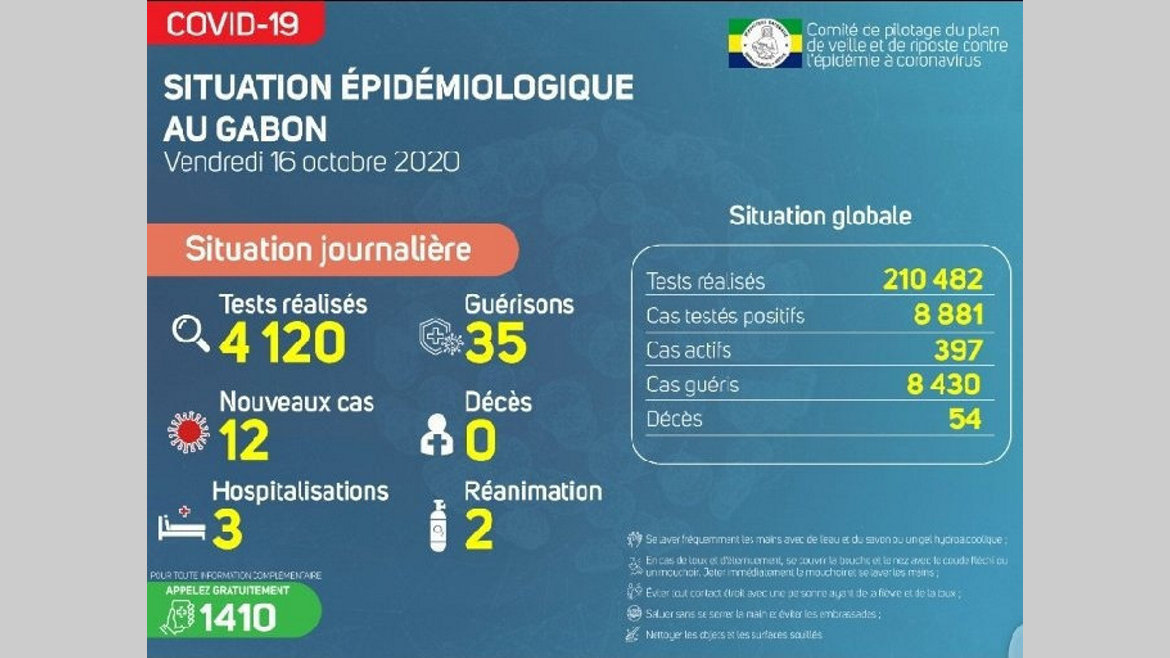 COVID-19
Comité de pilotage du plan
de veille et de riposte contre
l'épidémie à coronavirus
SITUATION ÉPIDÉMIOLOGIQUE
AU GABON
Vendredi 16 octobre 2020
Situation journalière
Tests réalisés
4 120
Guérisons
35
Nouveaux cas
12
Décès
0
Hospitalisations
3
Réanimation
2
POUR TOUTE INFORMATION COMPLEMENTAIRE
APPELEZ GRATUITEMENT
1410
Situation globale
Tests réalisés 210 482
Cas testés positifs 8 881
Cas actifs 397
Cas guéris 8 430
Décès 54
Se laver fréquemment les mains avec de l'eau et du savon ou un gel hydroalcoolique ;
En cas de toux et d'éternuement, se couvrir la bouche et le nez avec le coude fléchi ou
un mouchoir. Jeter immédiatement le mouchoir et se laver les mains ;
Éviter tout contact étroit avec une personne ayant de la fièvre et de la toux ;
Saluer sans se serrer la main et éviter les embrassades ;
Nettoyer les objets et les surfaces souillés